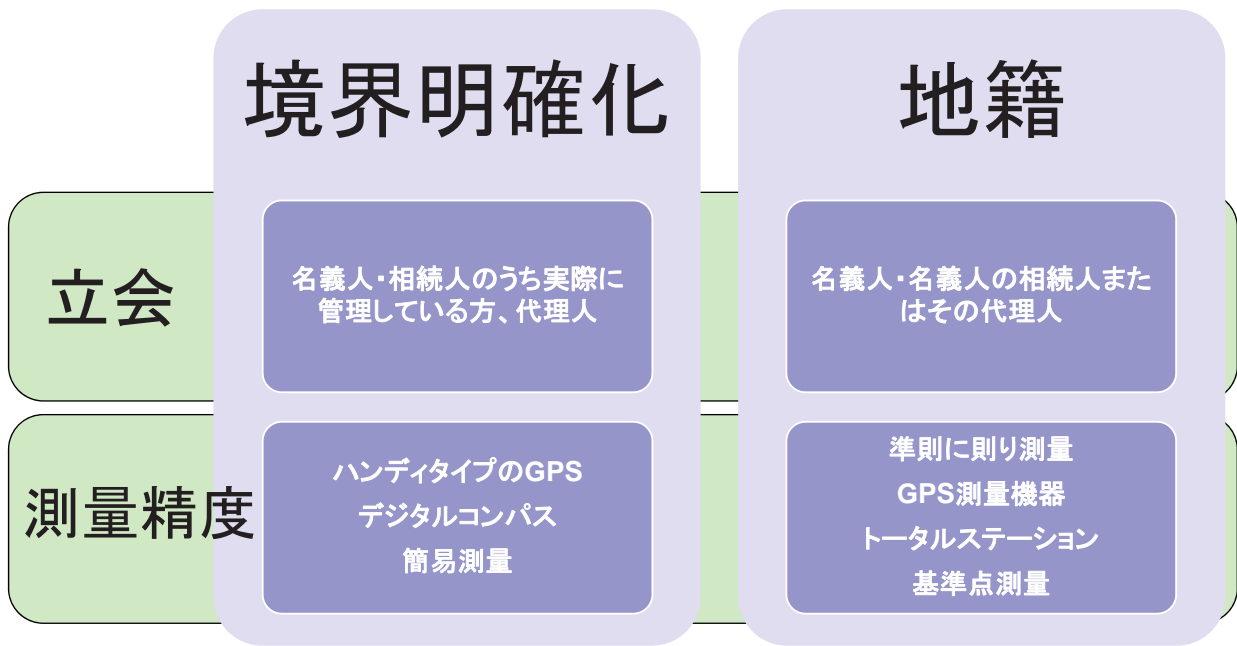 境界明確化
地籍
立会
名義人・相続人のうち実際に
管理している方、代理人
名義人・名義人の相続人また
はその代理人
測量精度
ハンディタイプのGPS
デジタルコンパス
簡易測量
準則に則り測量
GPS測量機器
トータルステーション
基準点測量